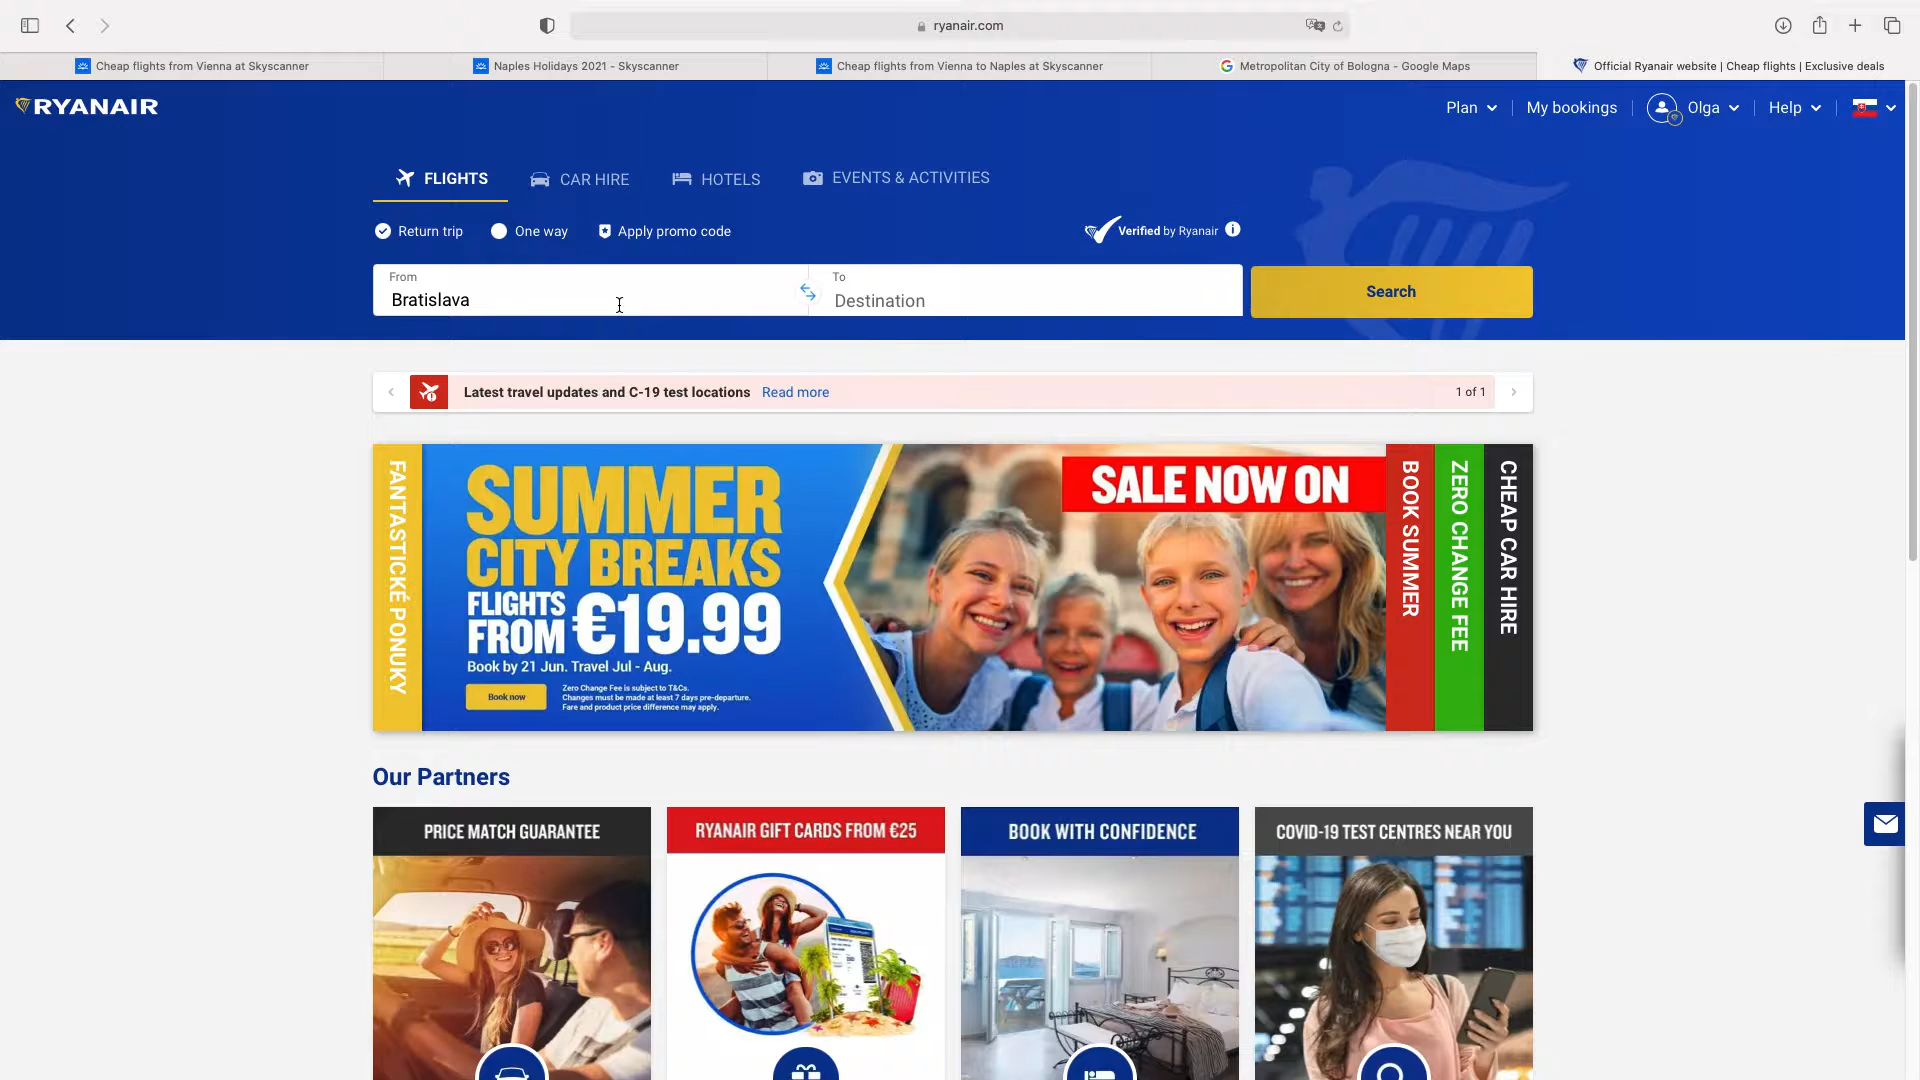 ryanair.com
Cheap flights from Vienna at Skyscanner
Naples Holidays 2021 - Skyscanner
Cheap flights from Vienna to Naples at Skyscanner
Metropolitan City of Bologna - Google Maps
Official Ryanair website | Cheap flights | Exclusive deals
RYANAIR
Plan
My bookings
Olga
Help
FLIGHTS
CAR HIRE
HOTELS
EVENTS & ACTIVITIES
Return trip
One way
Apply promo code
Verified by Ryanair
From
Bratislava
To
Destination
Search
Latest travel updates and C-19 test locations
Read more
1 of 1
FANTASTICKÉ PONUKY
SUMMER
CITY BREAKS
FLIGHTS
FROM €19.99
Book by 21 Jun. Travel Jul - Aug.
Book now
Zero Change Fee is subject to T&Cs.
Changes must be made at least 7 days pre-departure.
Fare and product price difference may apply.
SALE NOW ON
BOOK SUMMER
ZERO CHANGE FEE
CHEAP CAR HIRE
Our Partners
PRICE MATCH GUARANTEE
RYANAIR GIFT CARDS FROM €25
BOOK WITH CONFIDENCE
COVID-19 TEST CENTRES NEAR YOU